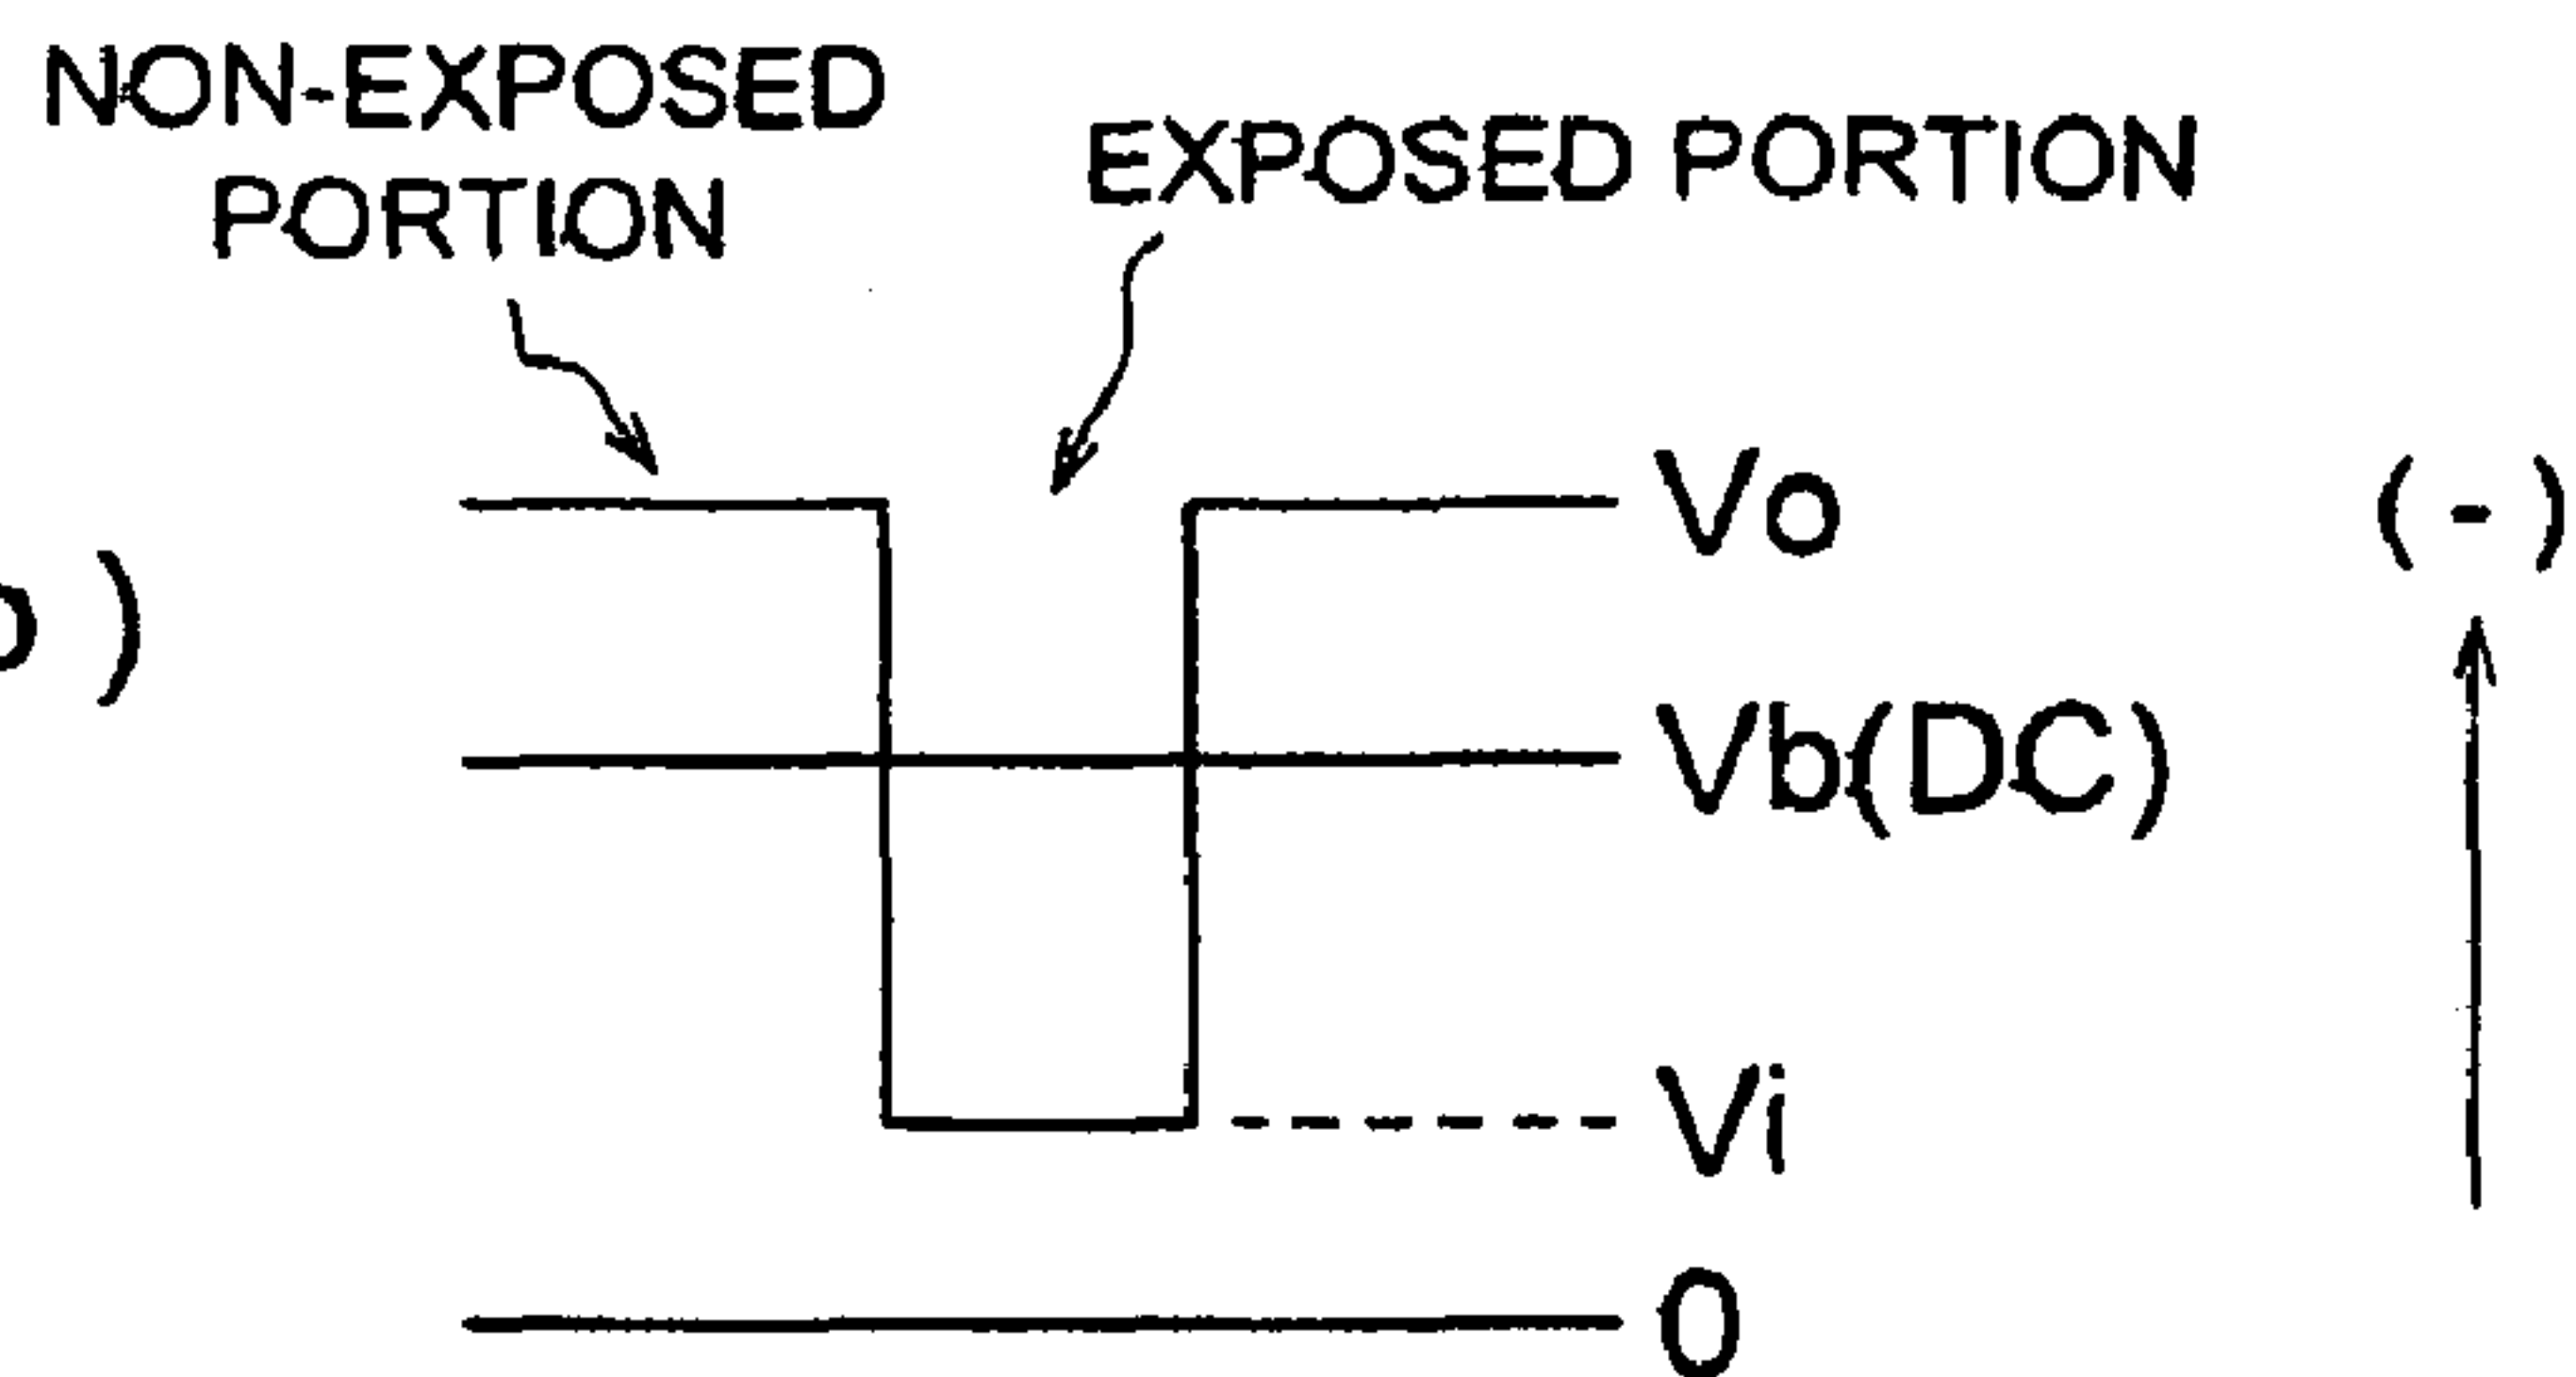 NON-EXPOSED
PORTION
EXPOSED PORTION
Vo
(-)
)
Vb(DC)
Vi
0